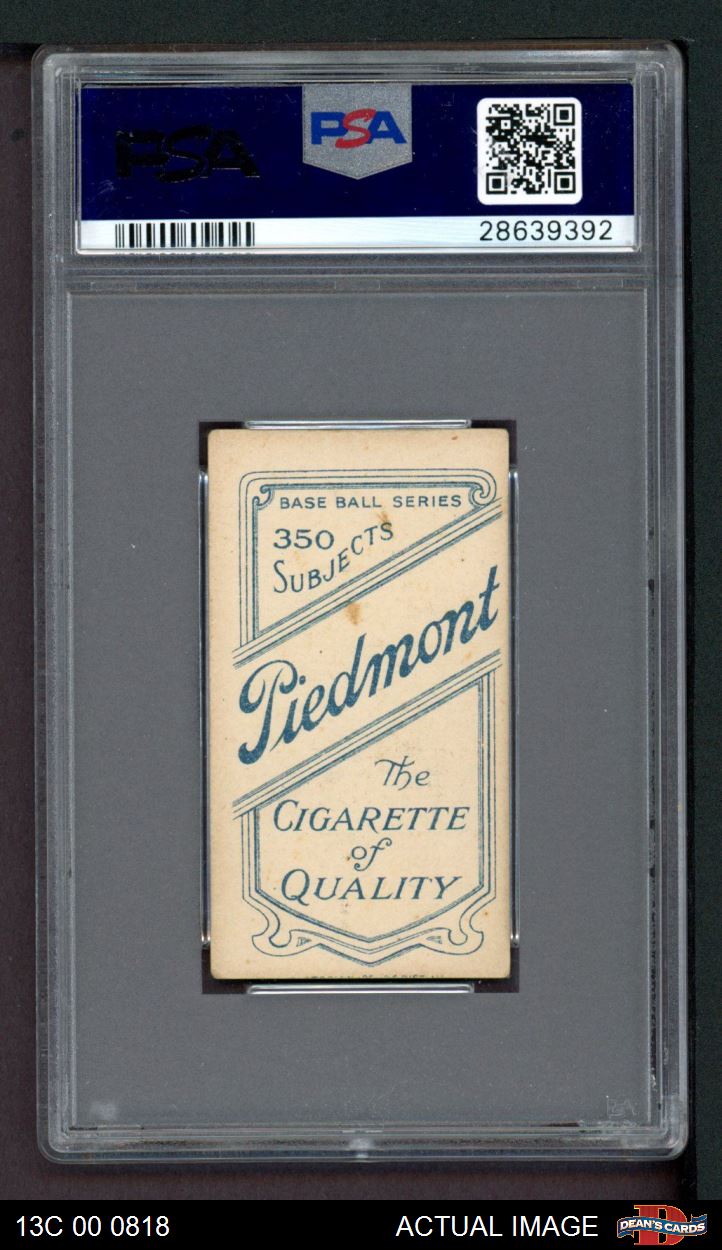 PSA
PSA
28639392
BASE BALL SERIES
350
SUBJECTS
Piedmont
The
CIGARETTE
of
QUALITY
13C 00 0818
ACTUAL IMAGE
DEAN'S CARDS